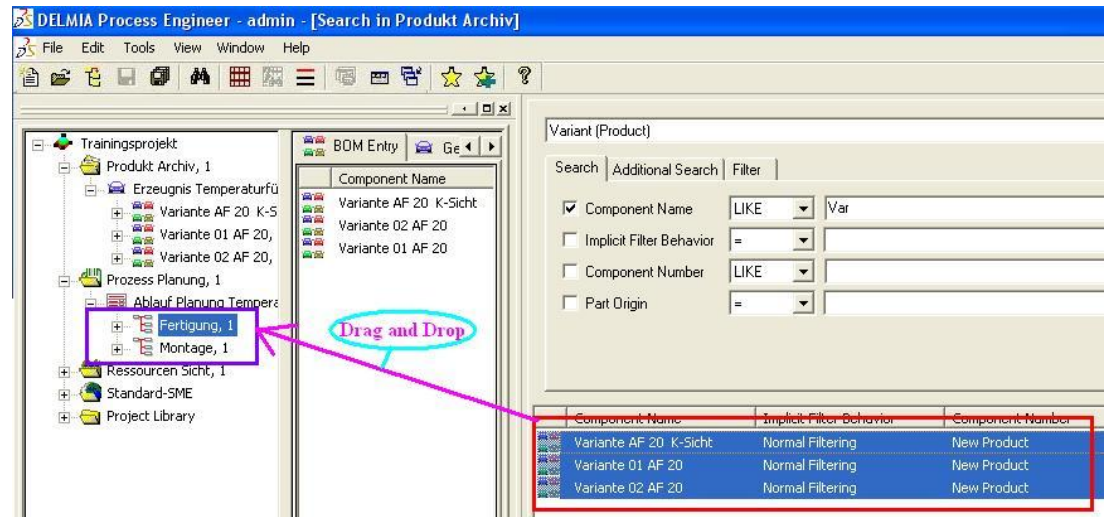 DELMIA Process Engineer - admin - [Search in Produkt Archiv]
File Edit Tools View Window Help
Trainingsprojekt
Produkt Archiv, 1
Erzeugnis Temperaturfü
Variante AF 20 K-S
Variante 01 AF 20,
Variante 02 AF 20,
Prozess Planung, 1
Ablauf Planung Tempera
Fertigung, 1
Montage, 1
Ressourcen Sicht, 1
Standard-SME
Project Library
BOM Entry Ge
Component Name
Variante AF 20 K-Sicht
Variante 02 AF 20
Variante 01 AF 20
Drag and Drop
Variant (Product)
Search Additional Search Filter
Component Name LIKE Var
Implicit Filter Behavior =
Component Number LIKE
Part Origin =
Component Name Implicit Filter Behavior Component Number
Variante AF 20 K-Sicht Normal Filtering New Product
Variante 01 AF 20 Normal Filtering New Product
Variante 02 AF 20 Normal Filtering New Product